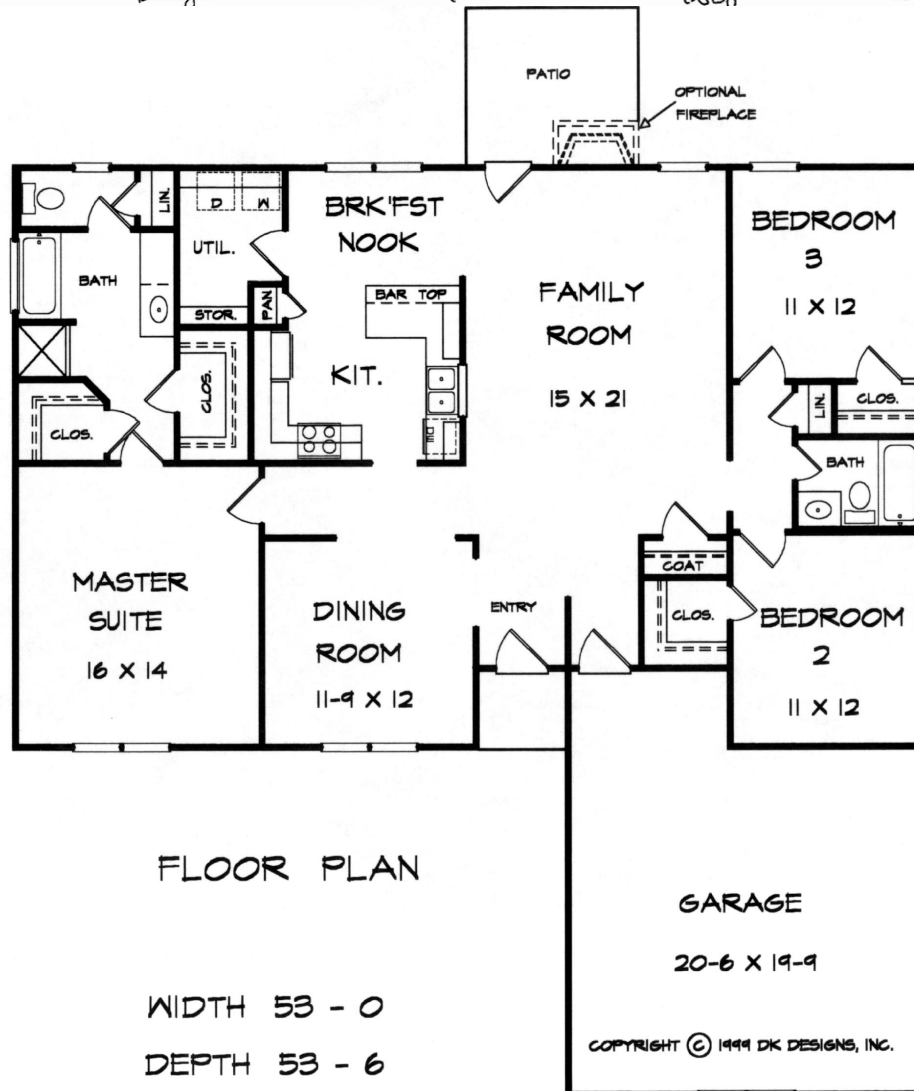 PATIO
OPTIONAL
FIREPLACE
LIN.
D
W
UTIL.
BRK'FST
NOOK
BEDROOM
3
11 X 12
BATH
STOR.
PAN.
BAR TOP
FAMILY
ROOM
15 X 21
KIT.
CLOS.
CLOS.
DW
LIN.
CLOS.
BATH
MASTER
SUITE
16 X 14
DINING
ROOM
11-9 X 12
ENTRY
COAT
CLOS.
BEDROOM
2
11 X 12
FLOOR PLAN
GARAGE
20-6 X 19-9
WIDTH 53 - 0
DEPTH 53 - 6
COPYRIGHT © 1999 DK DESIGNS, INC.